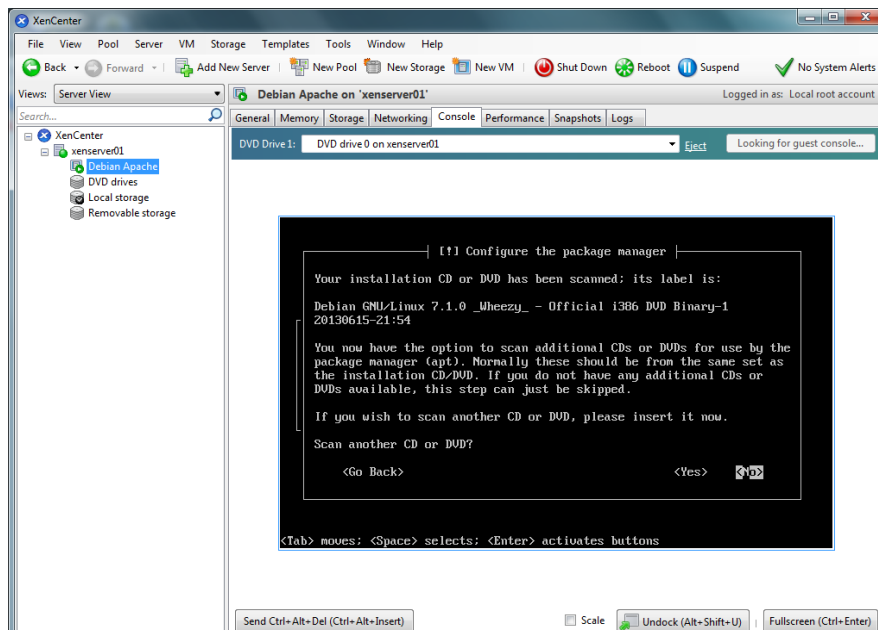 XenCenter
File View Pool Server VM Storage Templates Tools Window Help
Back Forward Add New Server New Pool New Storage New VM Shut Down Reboot Suspend No System Alerts
Views: Server View
Debian Apache on 'xenserver01'
Logged in as: Local root account
Search...
General Memory Storage Networking Console Performance Snapshots Logs
XenCenter
xenserver01
Debian Apache
DVD drives
Local storage
Removable storage
DVD Drive 1: DVD drive 0 on xenserver01 Eject Looking for guest console...
[!] Configure the package manager
Your installation CD or DVD has been scanned; its label is:
Debian GNU/Linux 7.1.0 _Wheezy_ - Official i386 DVD Binary-1
20130615-21:54
You now have the option to scan additional CDs or DVDs for use by the
package manager (apt). Normally these should be from the same set as
the installation CD/DVD. If you do not have any additional CDs or
DVDs available, this step can just be skipped.
If you wish to scan another CD or DVD, please insert it now.
Scan another CD or DVD?
<Go Back> <Yes> <No>
<Tab> moves; <Space> selects; <Enter> activates buttons
Send Ctrl+Alt+Del (Ctrl+Alt+Insert) Scale Undock (Alt+Shift+U) Fullscreen (Ctrl+Enter)